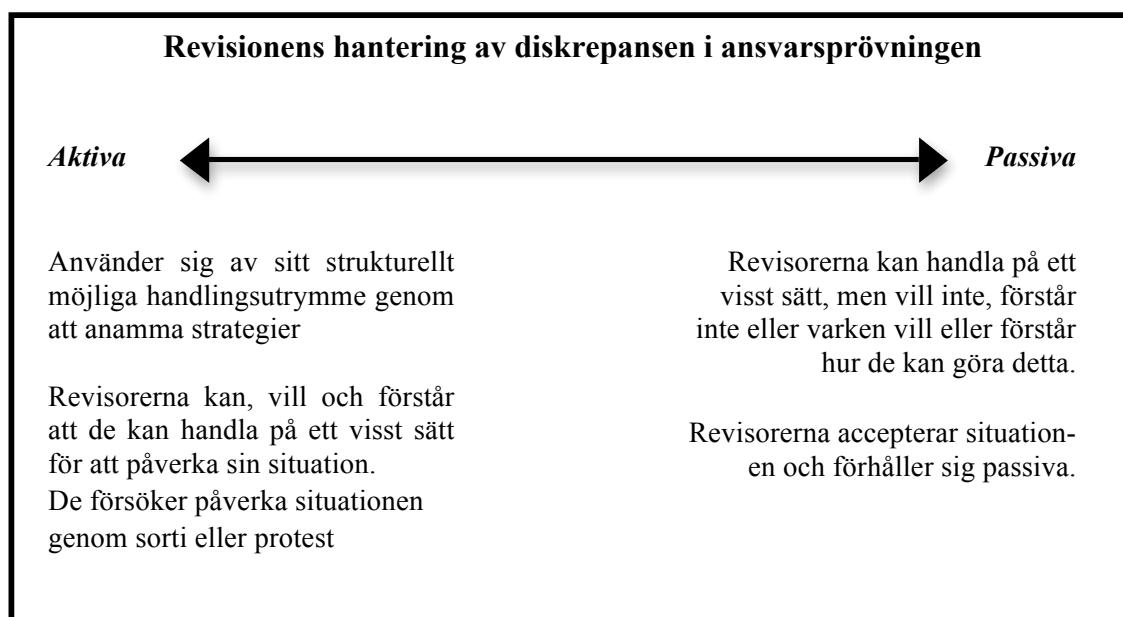 Revisionens hantering av diskrepansen i ansvarsprövningen
Aktiva
Passiva
Använder sig av sitt strukturellt
möjliga handlingsutrymme genom
att anamma strategier
Revisorerna kan, vill och förstår
att de kan handla på ett visst sätt
för att påverka sin situation.
De försöker påverka situationen
genom sorti eller protest
Revisorerna kan handla på ett
visst sätt, men vill inte, förstår
inte eller varken vill eller förstår
hur de kan göra detta.
Revisorerna accepterar situation-
en och förhåller sig passiva.